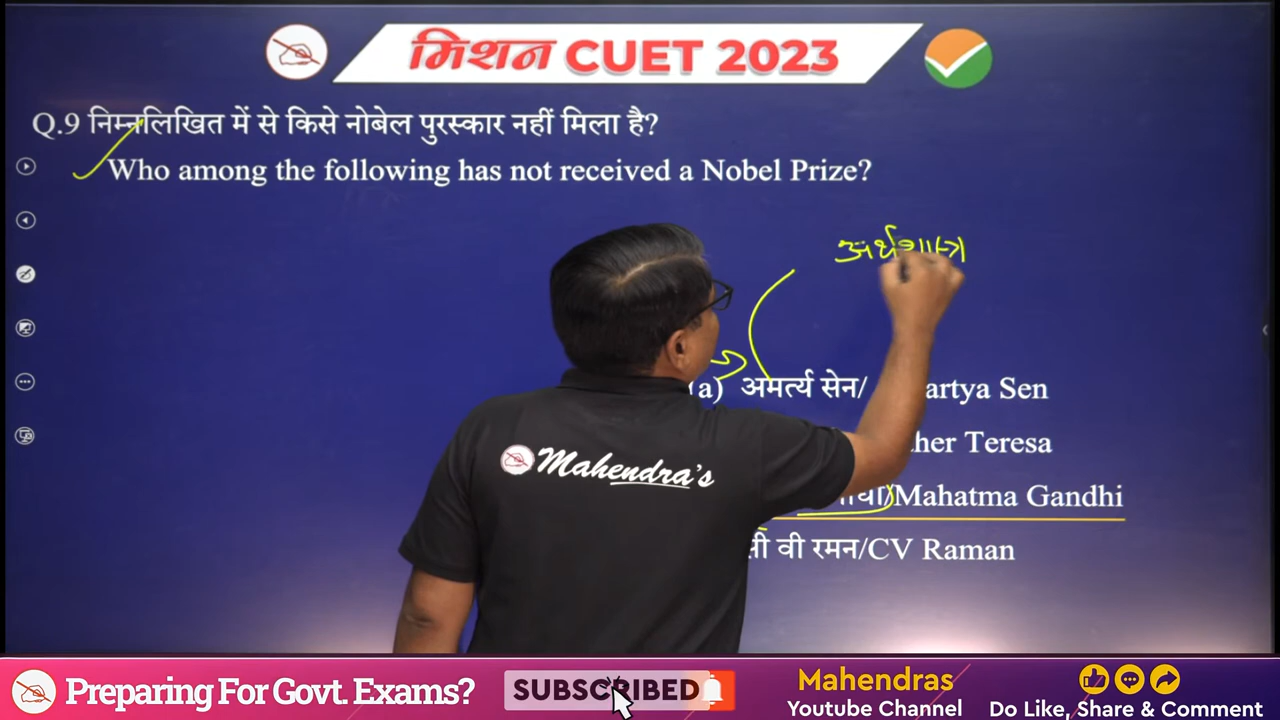 मिशन CUET 2023
Q.9 निम्नलिखित में से किसे नोबेल पुरस्कार नहीं मिला है?
Who among the following has not received a Nobel Prize?
अर्थशास्त्र
a) अमर्त्य सेन/ artya Sen
her Teresa
Mahatma Gandhi
सी वी रमन/CV Raman
Mahendra's
Preparing For Govt. Exams?
SUBSCRIBED
Mahendras
Youtube Channel
Do Like, Share & Comment